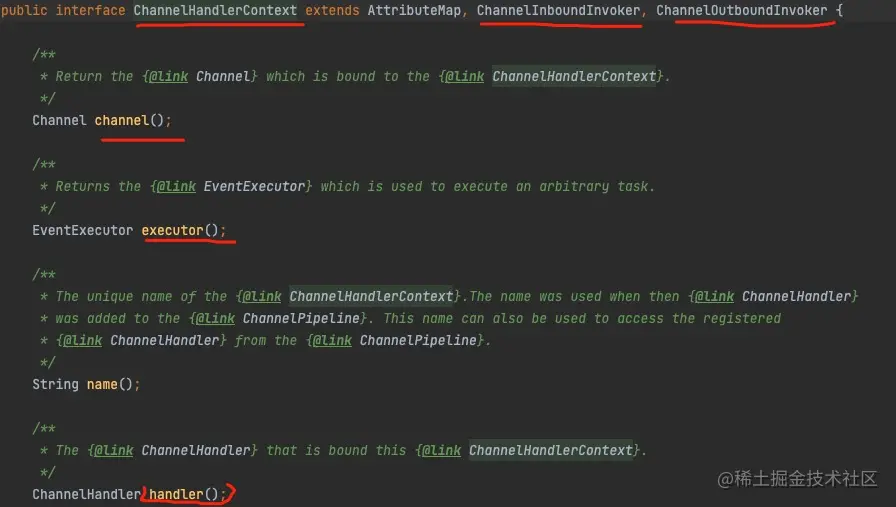 public interface ChannelHandlerContext extends AttributeMap, ChannelInboundInvoker, ChannelOutboundInvoker {
/**
* Return the {@link Channel} which is bound to the {@link ChannelHandlerContext}.
*/
Channel channel();
/**
* Returns the {@link EventExecutor} which is used to execute an arbitrary task.
*/
EventExecutor executor();
/**
* The unique name of the {@link ChannelHandlerContext}.The name was used when then {@link ChannelHandler}
* was added to the {@link ChannelPipeline}. This name can also be used to access the registered
* {@link ChannelHandler} from the {@link ChannelPipeline}.
*/
String name();
/**
* The {@link ChannelHandler} that is bound this {@link ChannelHandlerContext}.
*/
ChannelHandler handler();
@稀土掘金技术社区